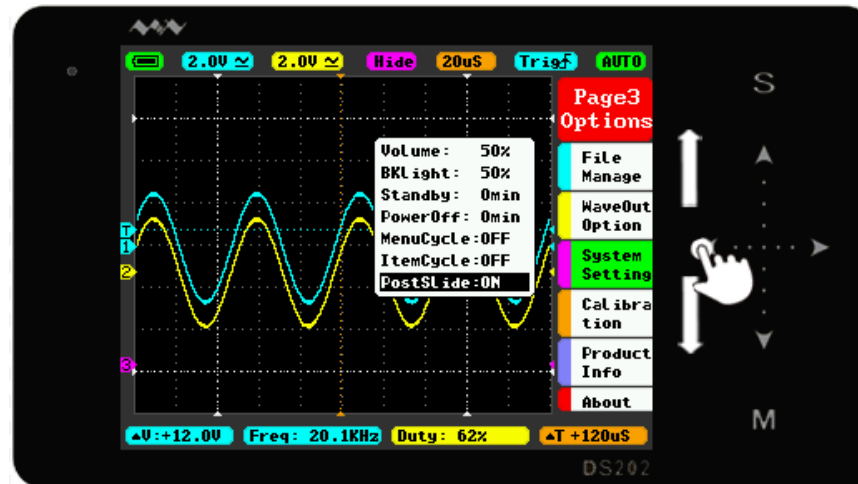 2.0V 2.0V Hide 20uS Trig AUTO
Page3
Options
S
Volume: 50%
BKLight: 50%
Standby: 0min
PowerOff: 0min
MenuCycle:OFF
ItemCycle:OFF
PostSlide:ON
File
Manage
WaveOut
Option
System
Setting
Calibra
tion
Product
Info
About
T
1
2
3
M
▲V:+12.0V Freq: 20.1KHz Duty: 62% ▲T +120uS
DS202